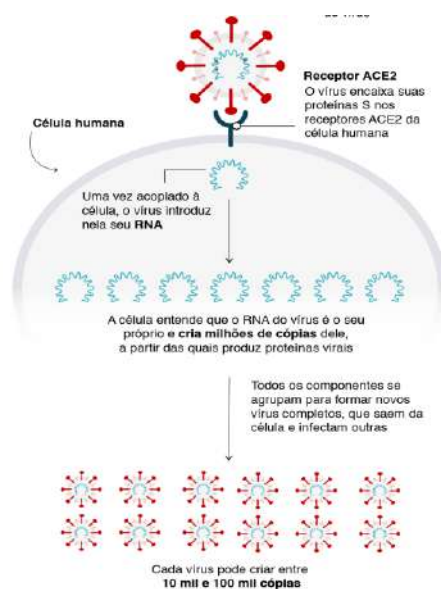 Receptor ACE2
O vírus encaixa suas
proteínas S nos
receptores ACE2 da
célula humana
Célula humana
Uma vez acoplado à
célula, o vírus introduz
nela seu RNA
A célula entende que o RNA do vírus é o seu
próprio e cria milhões de cópias dele,
a partir das quais produz proteínas virais
Todos os componentes se
agrupam para formar novos
vírus completos, que saem da
célula e infectam outras
Cada vírus pode criar entre
10 mil e 100 mil cópias